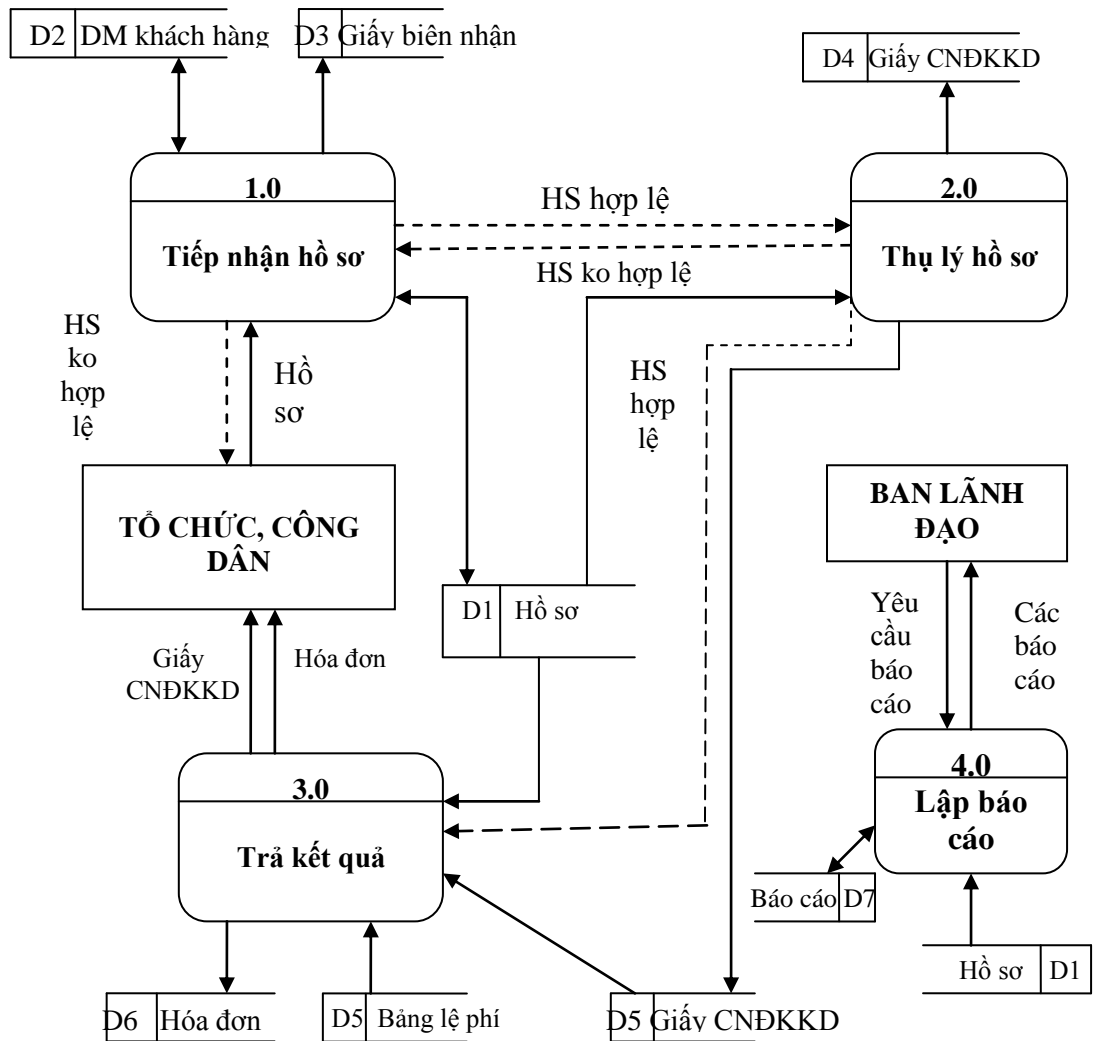 D2 DM khách hàng
D3 Giấy biên nhận
D4 Giấy CNĐKKD
1.0
Tiếp nhận hồ sơ
HS hợp lệ
HS ko hợp lệ
2.0
Thụ lý hồ sơ
HS
ko
hợp
lệ
Hồ
sơ
HS
hợp
lệ
TỔ CHỨC, CÔNG
DÂN
BAN LÃNH
ĐẠO
D1 Hồ sơ
Yêu
cầu
báo
cáo
Các
báo
cáo
Giấy
CNĐKKD
Hóa đơn
3.0
Trả kết quả
4.0
Lập báo
cáo
Báo cáo D7
Hồ sơ D1
D6 Hóa đơn
D5 Bảng lệ phí
D5 Giấy CNĐKKD